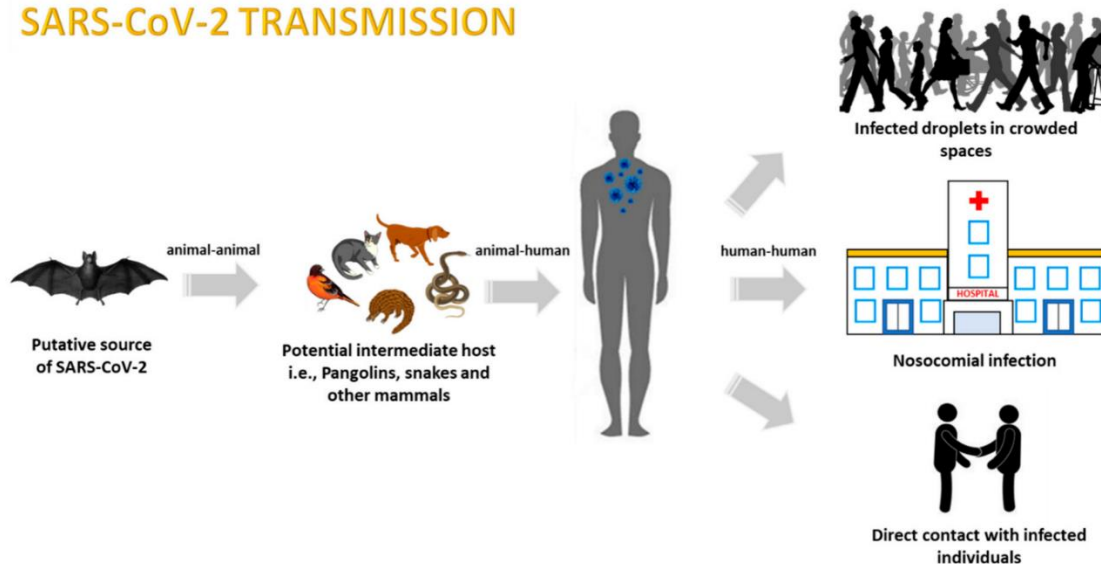 SARS-CoV-2 TRANSMISSION
animal-animal
Putative source
of SARS-CoV-2
Potential intermediate host
i.e., Pangolins, snakes and
other mammals
animal-human
human-human
Infected droplets in crowded
spaces
HOSPITAL
Nosocomial infection
Direct contact with infected
individuals